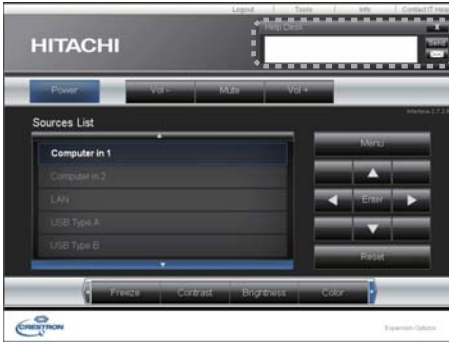 Logout Tools Info Contact IT Help
Help Desk X
HITACHI
Send
Power Vol - Mute Vol +
Sources List
Menu
Computer in 1
Computer in 2
LAN
Enter
USB Type A
USB Type B
Reset
Freeze Contrast Brightness Color
CRESTRON
Expansion Options